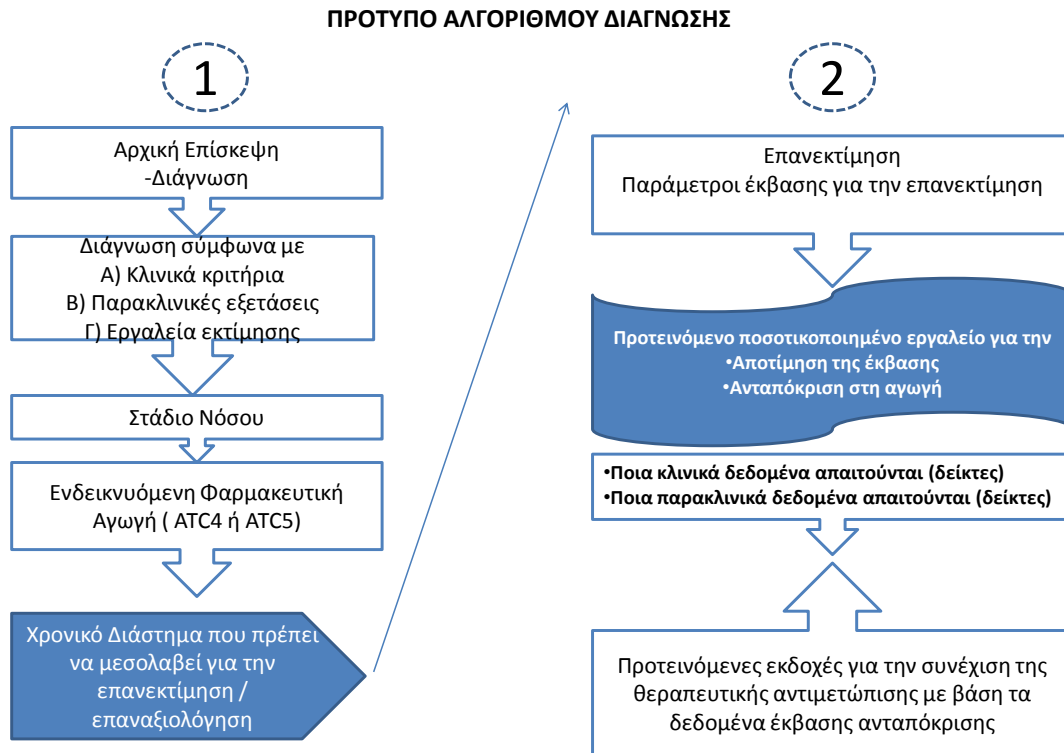 ΠΡΟΤΥΠΟ ΑΛΓΟΡΙΘΜΟΥ ΔΙΑΓΝΩΣΗΣ
1
Αρχική Επίσκεψη
-Διάγνωση
Διάγνωση σύμφωνα με
Α) Κλινικά κριτήρια
Β) Παρακλινικές εξετάσεις
Γ) Εργαλεία εκτίμησης
Στάδιο Νόσου
Ενδεικνυόμενη Φαρμακευτική
Αγωγή ( ATC4 ή ATC5)
Χρονικό Διάστημα που πρέπει
να μεσολαβεί για την
επανεκτίμηση /
επαναξιολόγηση
2
Επανεκτίμηση
Παράμετροι έκβασης για την επανεκτίμηση
Προτεινόμενο ποσοτικοποιημένο εργαλείο για την
•Αποτίμηση της έκβασης
•Ανταπόκριση στη αγωγή
•Ποια κλινικά δεδομένα απαιτούνται (δείκτες)
•Ποια παρακλινικά δεδομένα απαιτούνται (δείκτες)
Προτεινόμενες εκδοχές για την συνέχιση της
θεραπευτικής αντιμετώπισης με βάση τα
δεδομένα έκβασης ανταπόκρισης